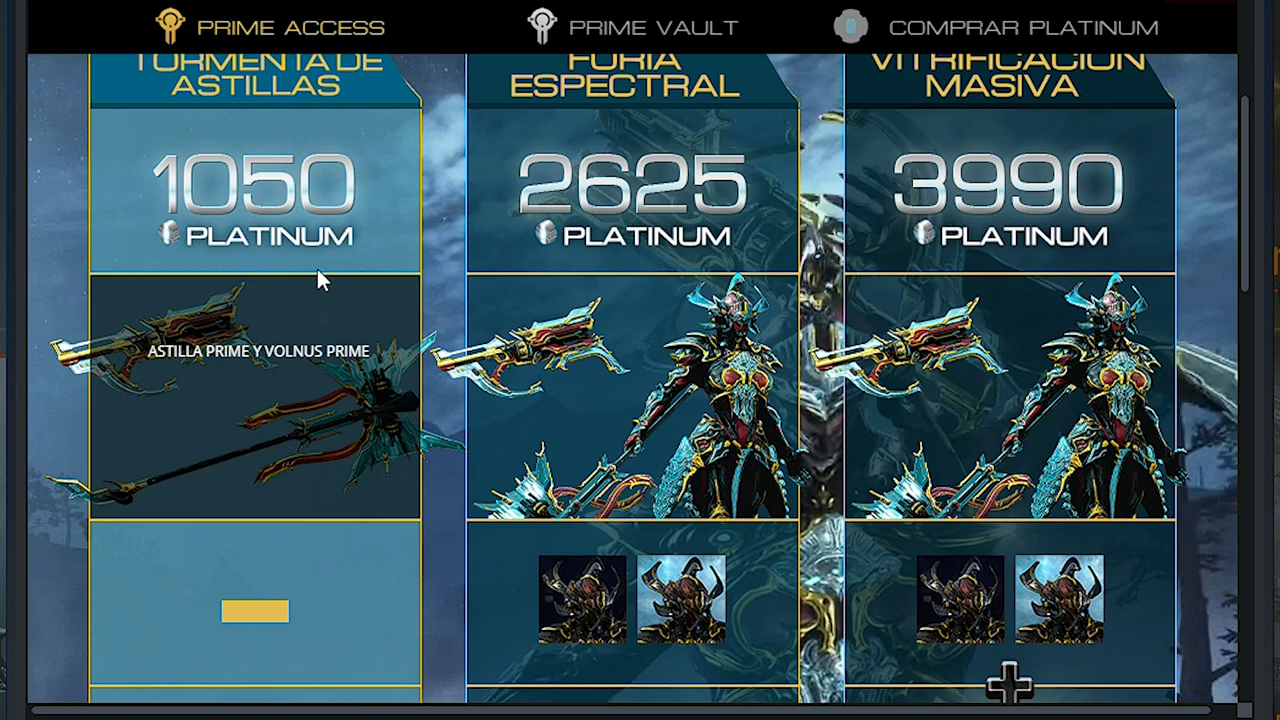 PRIME ACCESS
PRIME VAULT
COMPRAR PLATINUM
TORMENTA DE
ASTILLAS
FURIA
ESPECTRAL
VITRIFICACIÓN
MASIVA
1050
PLATINUM
2625
PLATINUM
3990
PLATINUM
ASTILLA PRIME Y VOLNUS PRIME